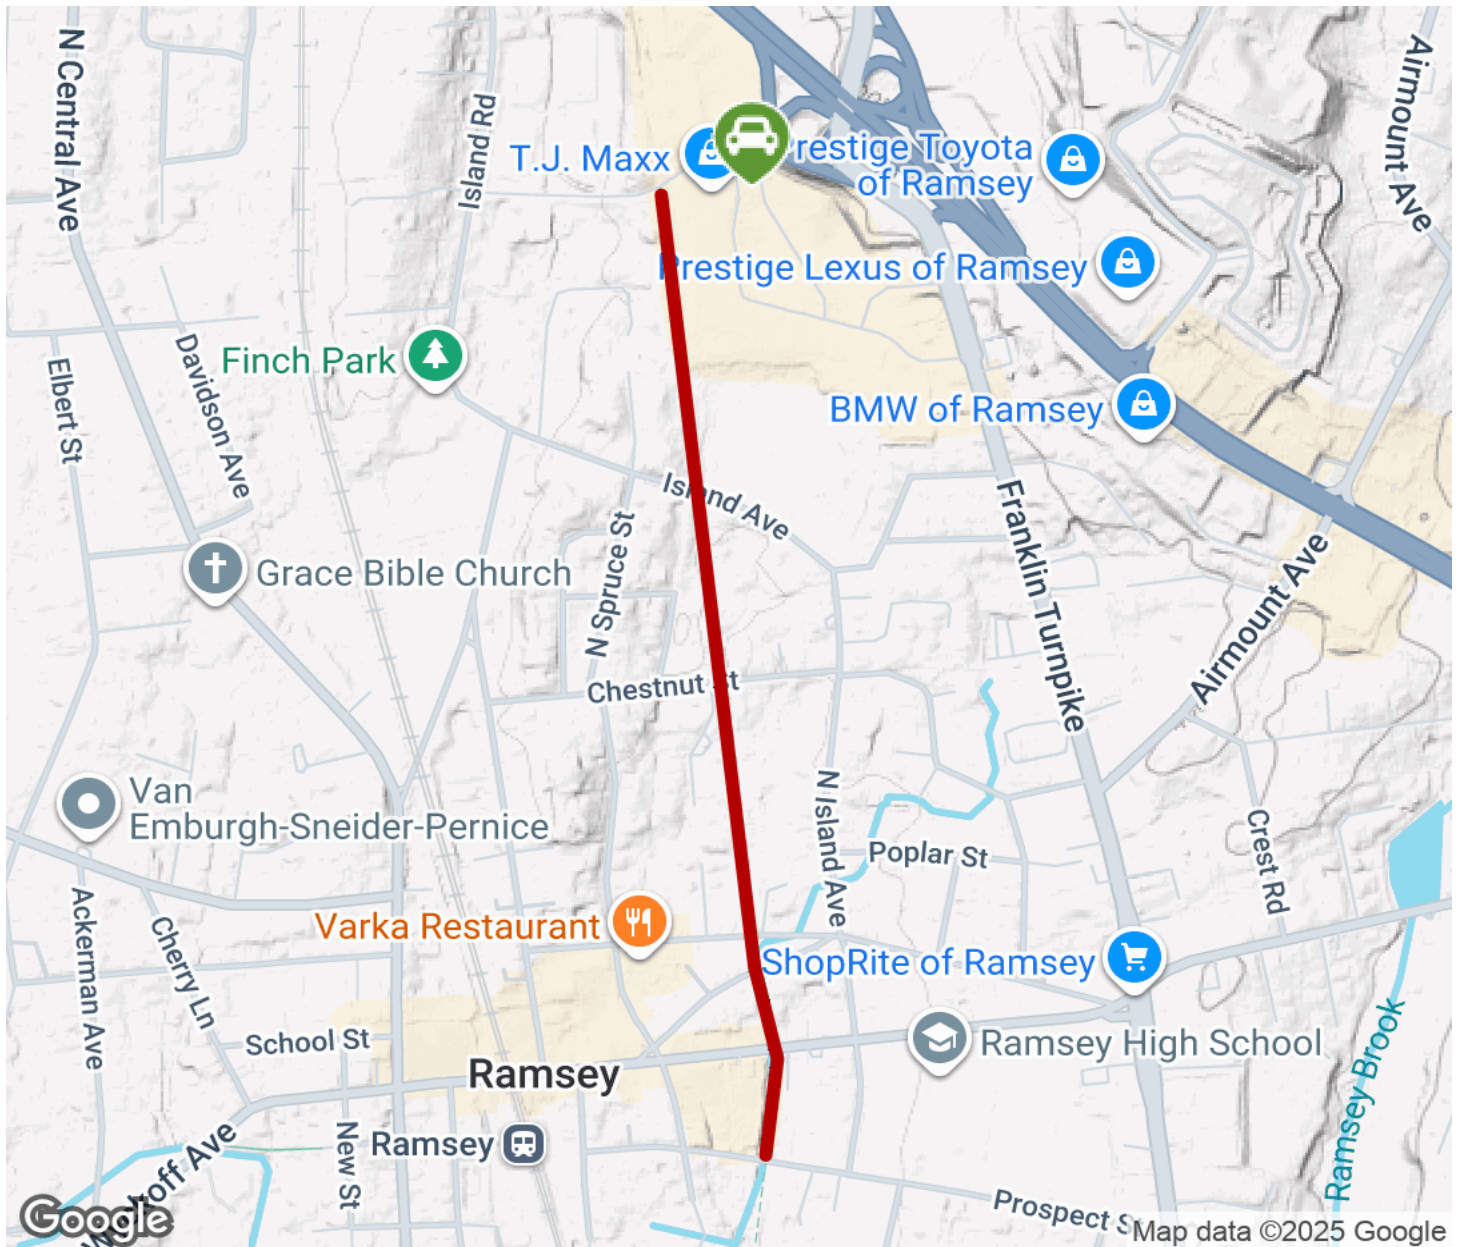 N Central Ave
Island Rd
Airmount Ave
T.J. Maxx
restige Toyota
of Ramsey
Prestige Lexus of Ramsey
Finch Park
Davidson Ave
Elbert St
BMW of Ramsey
Island Ave
Franklin Turnpike
N Spruce St
Grace Bible Church
Airmount Ave
Chestnut St
Van
Emburgh-Sneider-Pernice
N Island Ave
Poplar St
Crest Rd
Ackerman Ave
Cherry Ln
Varka Restaurant
ShopRite of Ramsey
School St
Ramsey High School
Ramsey
Ramsey Brook
New St
Ramsey
Prospect S
Google
Map data ©2025 Google